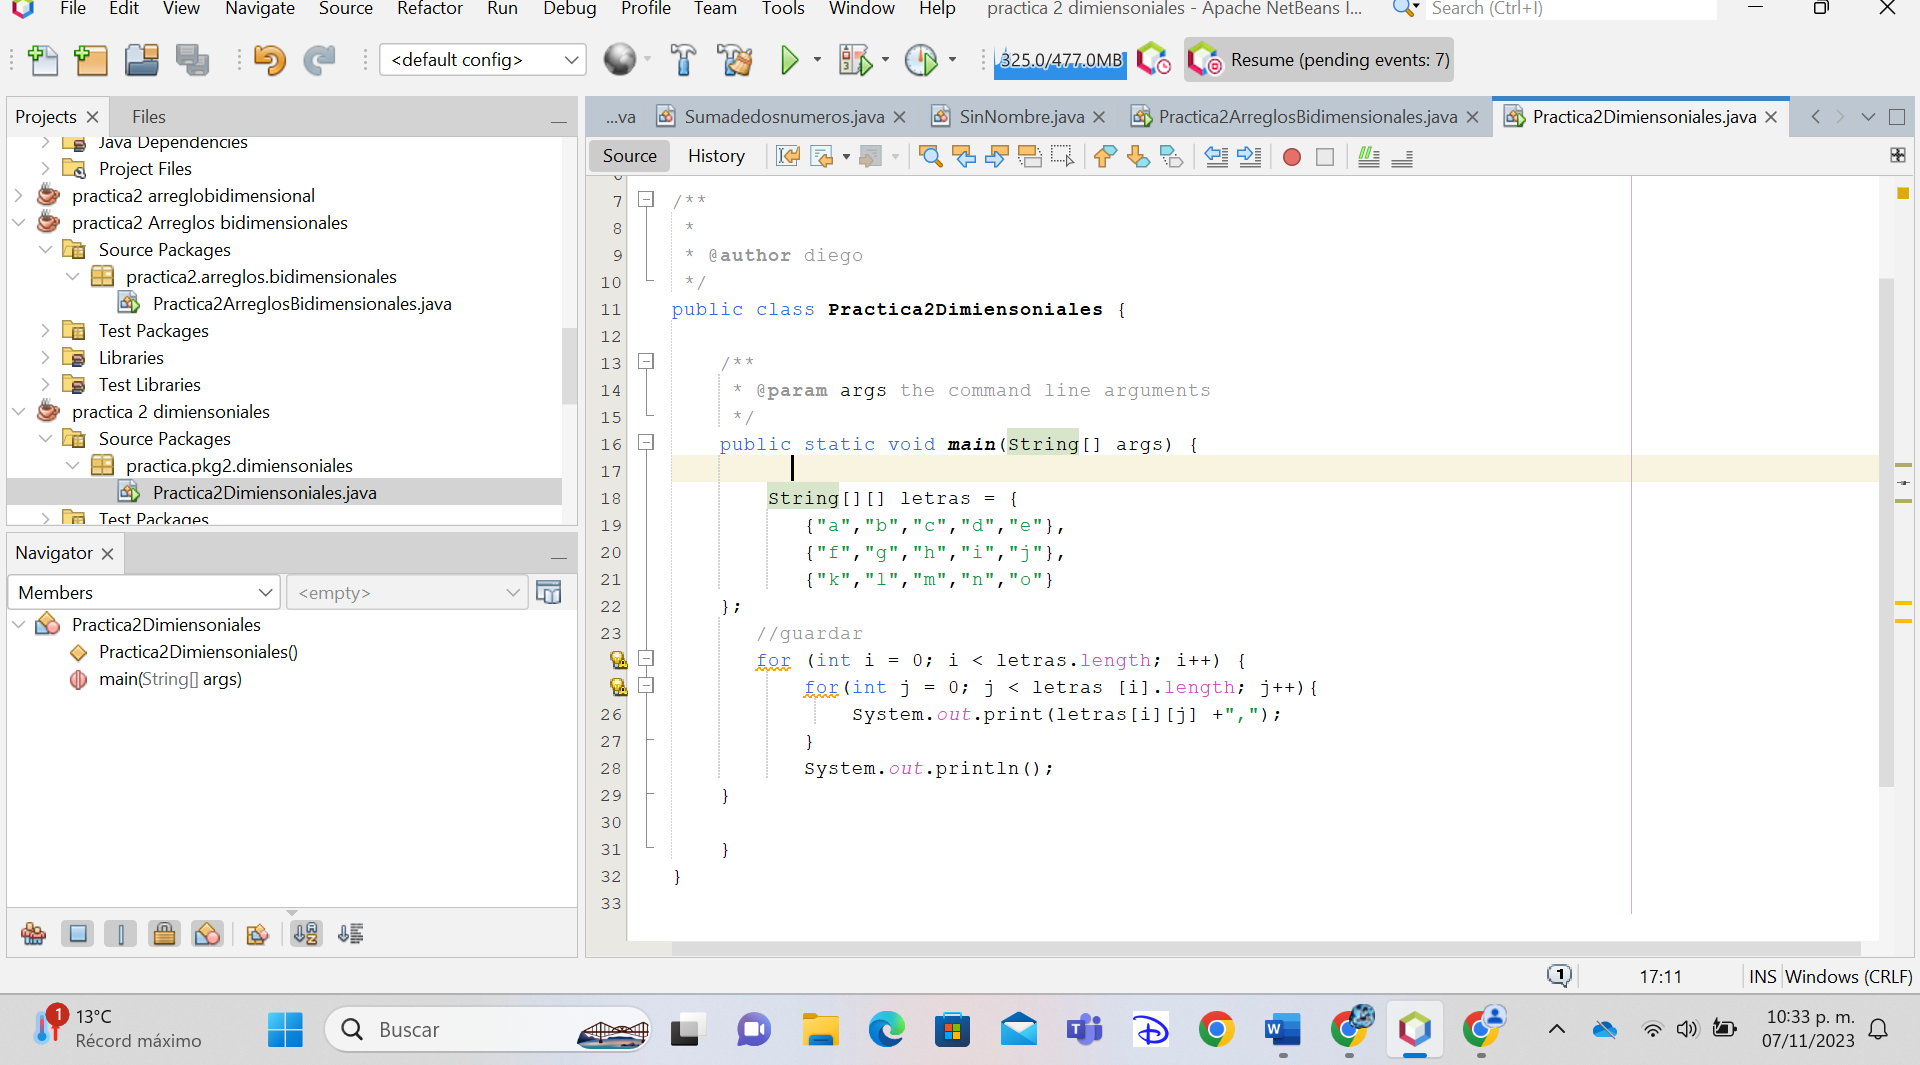 File Edit View Navigate Source Refactor Run Debug Profile Team Tools Window Help practica 2 dimiensoniales - Apache NetBeans I... Search (Ctrl+I)
<default config> 325.0/477.0MB Resume (pending events: 7)
Projects Files
Java Dependencies
Project Files
practica2 arreglobidimensional
practica2 Arreglos bidimensionales
Source Packages
practica2.arreglos.bidimensionales
Practica2ArreglosBidimensionales.java
Test Packages
Libraries
Test Libraries
practica 2 dimiensoniales
Source Packages
practica.pkg2.dimiensoniales
Practica2Dimiensoniales.java
Test Packages
Navigator
Members <empty>
Practica2Dimiensoniales
Practica2Dimiensoniales()
main(String[] args)
...va Sumadedosnumeros.java SinNombre.java Practica2ArreglosBidimensionales.java Practica2Dimiensoniales.java
Source History
7 /**
8 *
9 * @author diego
10 */
11 public class Practica2Dimiensoniales {
12
13 /**
14 * @param args the command line arguments
15 */
16 public static void main(String[] args) {
17
18 String[][] letras = {
19 {"a","b","c","d","e"},
20 {"f","g","h","i","j"},
21 {"k","l","m","n","o"}
22 };
23 //guardar
for (int i = 0; i < letras.length; i++) {
for(int j = 0; j < letras [i].length; j++){
26 System.out.print(letras[i][j] +",");
27 }
28 System.out.println();
29 }
30
31 }
32 }
33
1 17:11 INS Windows (CRLF)
1 13°C
Récord máximo
Buscar
10:33 p. m.
07/11/2023